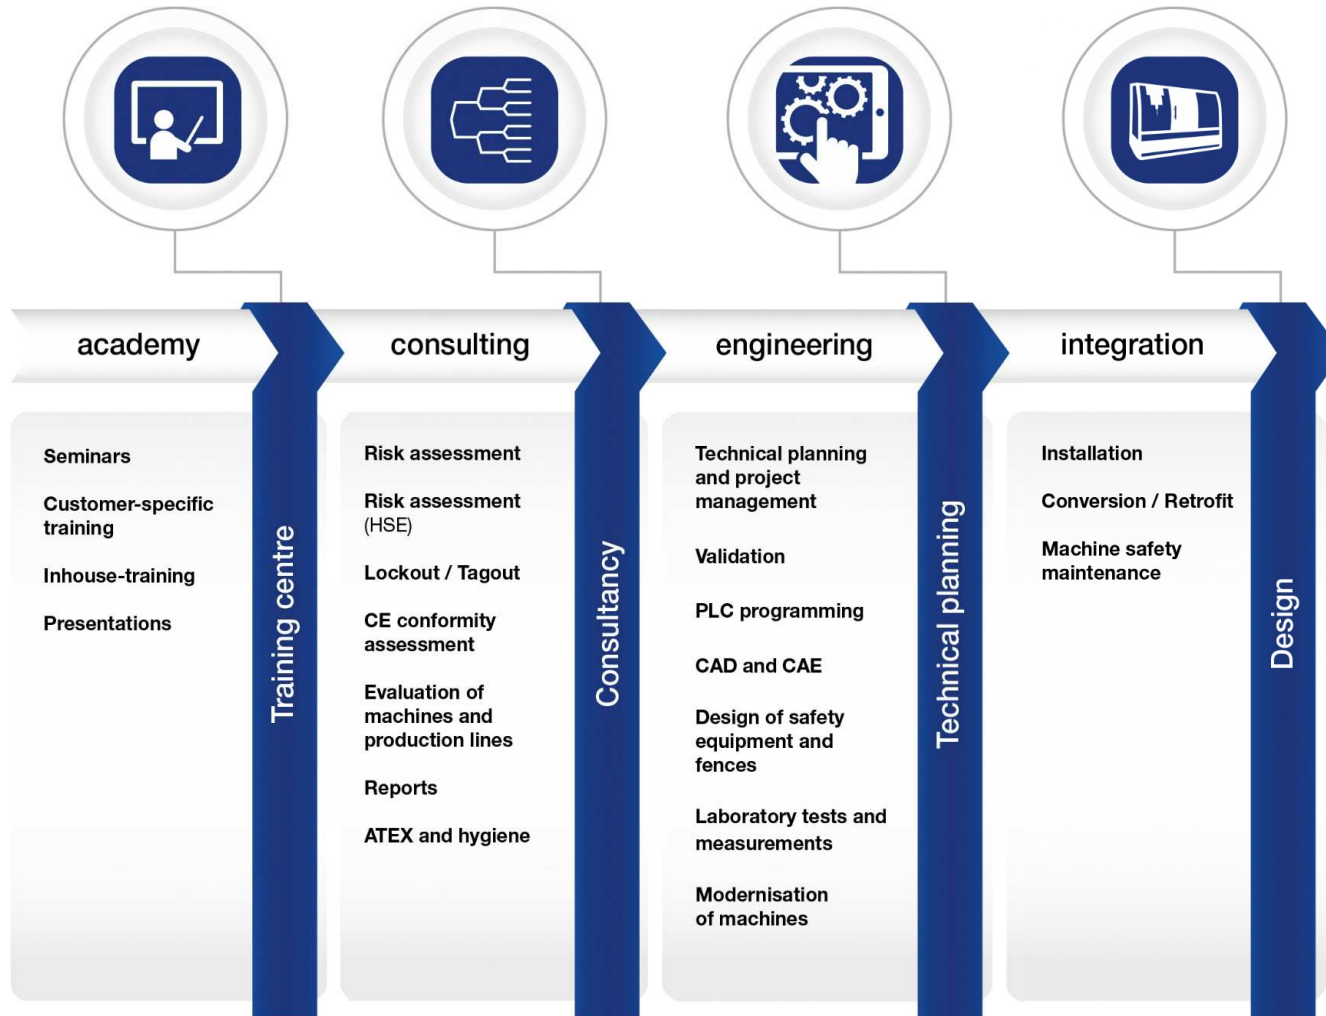 academy
Seminars
Customer-specific
training
Inhouse-training
Presentations
Training centre
consulting
Risk assessment
Risk assessment
(HSE)
Lockout / Tagout
CE conformity
assessment
Evaluation of
machines and
production lines
Reports
ATEX and hygiene
Consultancy
engineering
Technical planning
and project
management
Validation
PLC programming
CAD and CAE
Design of safety
equipment and
fences
Laboratory tests and
measurements
Modernisation
of machines
Technical planning
integration
Installation
Conversion / Retrofit
Machine safety
maintenance
Design